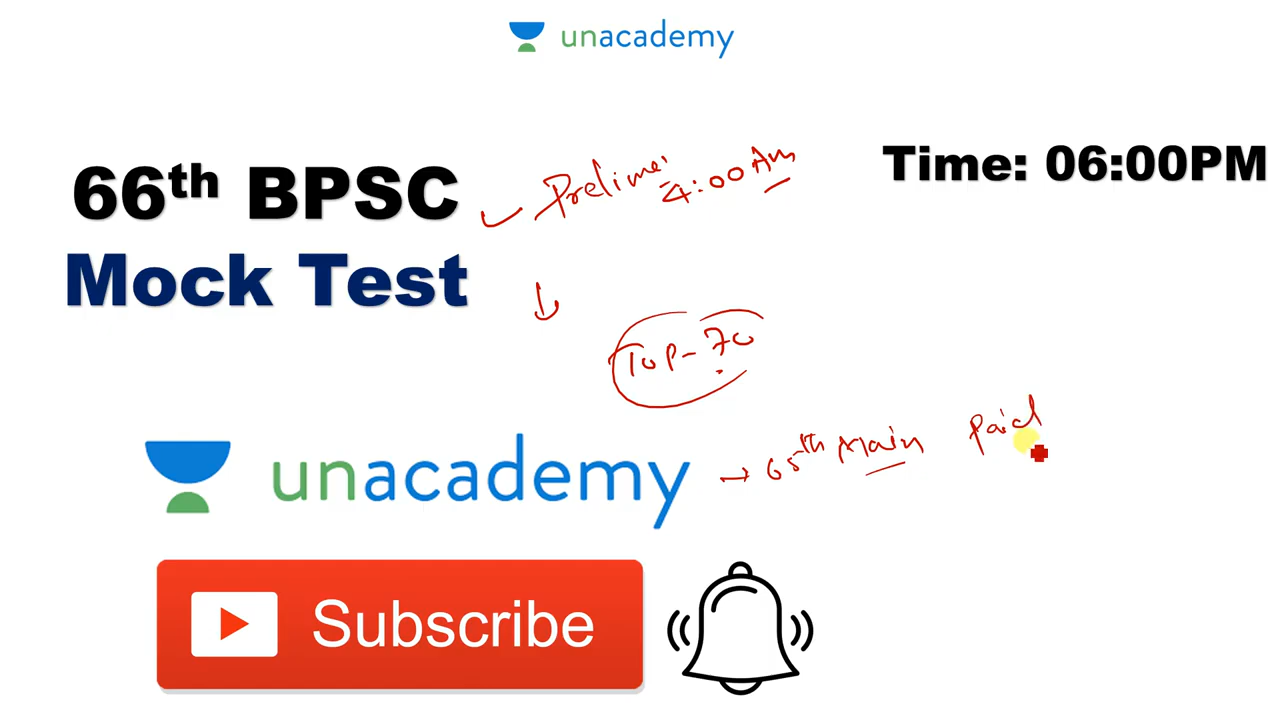 unacademy
66th BPSC
Mock Test
Prelims
4:00 Am
Time: 06:00PM
Top-70
unacademy
→ 65th Main Paid
Subscribe